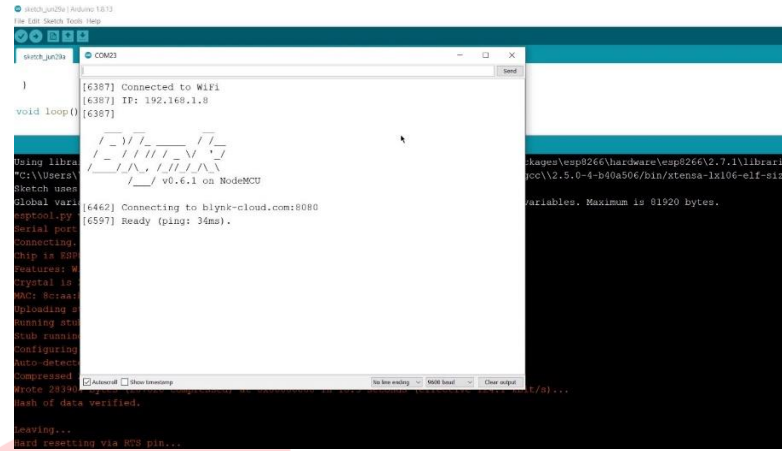 sketch_jun29a | Arduino 1.8.13
File Edit Sketch Tools Help
sketch_jun29a
COM23
Send
}
void loop()
[6387] Connected to WiFi
[6387] IP: 192.168.1.8
[6387]
/___/ v0.6.1 on NodeMCU
[6462] Connecting to blynk-cloud.com:8080
[6597] Ready (ping: 34ms).
Autoscroll Show timestamp No line ending 9600 baud Clear output
Using libra
ckages\esp8266\hardware\esp8266\2.7.1\librari
"C:\\Users\
gcc\\2.5.0-4-b40a506/bin/xtensa-lx106-elf-siz
Sketch uses
Global vari
variables. Maximum is 81920 bytes.
esptool.py
Serial port
Connecting.
Chip is ESP
Features: W
Crystal is
MAC: 8c:aa:
Uploading s
Running stu
Stub runnin
Configuring
Auto-detect
Compressed
Wrote 28390
Hash of data verified.
Leaving...
Hard resetting via RTS pin...